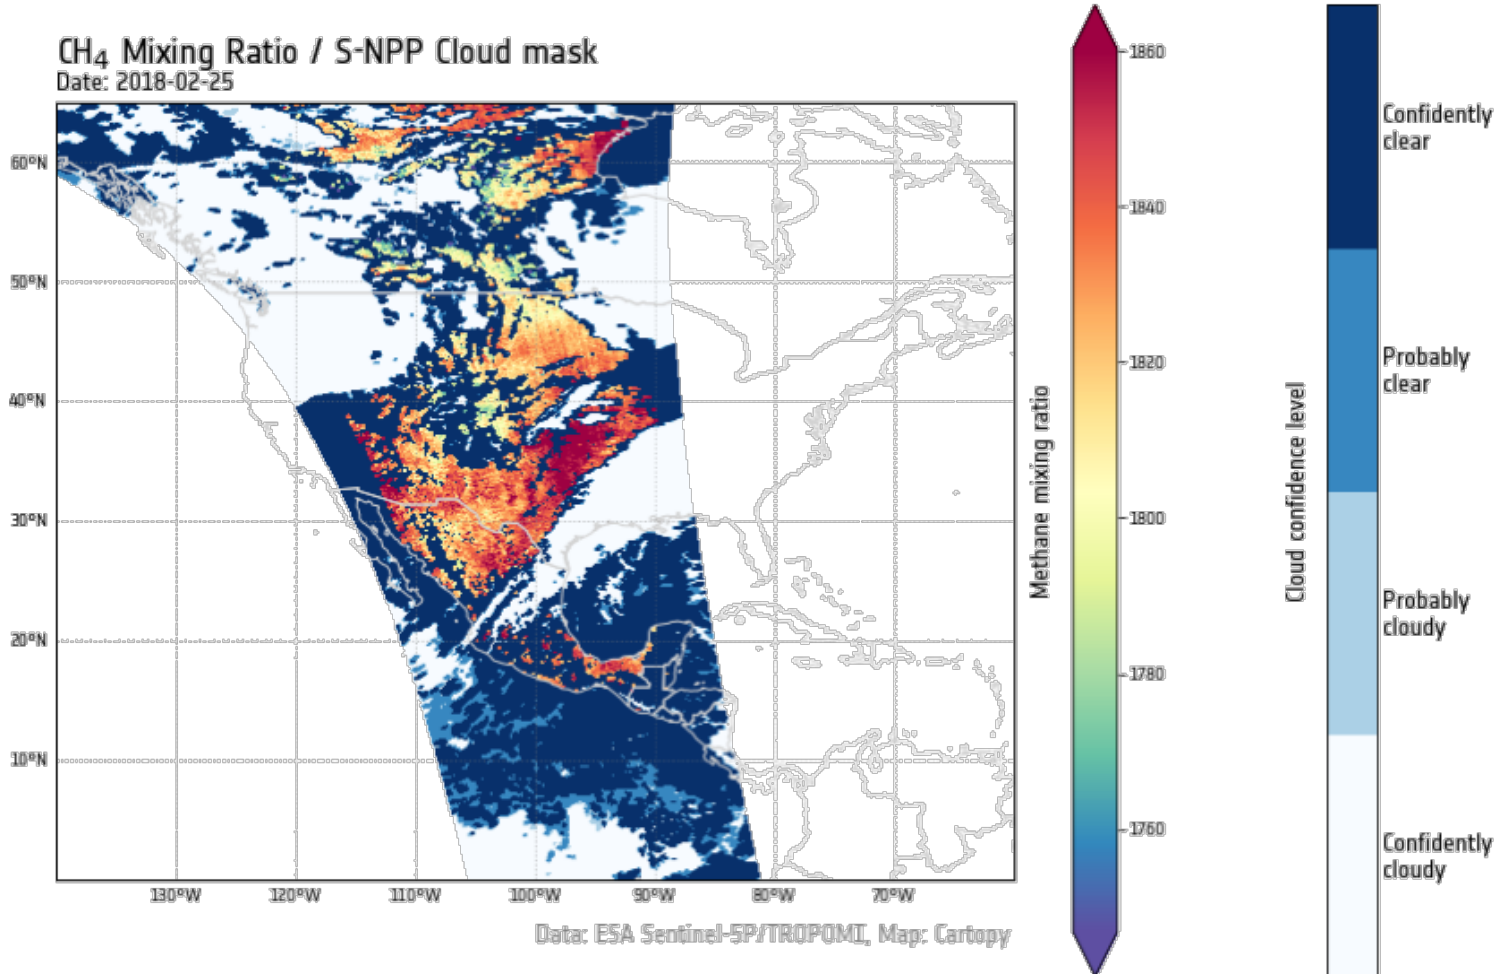 CH₄ Mixing Ratio / S-NPP Cloud mask
Date: 2018-02-25
60°N
50°N
40°N
30°N
20°N
10°N
130°W
120°W
110°W
100°W
90°W
80°W
70°W
Data: ESA Sentinel-5P/TROPOMI, Map: Cartopy
1860
1840
1820
1800
1780
1760
Methane mixing ratio
Cloud confidence level
Confidently
clear
Probably
clear
Probably
cloudy
Confidently
cloudy